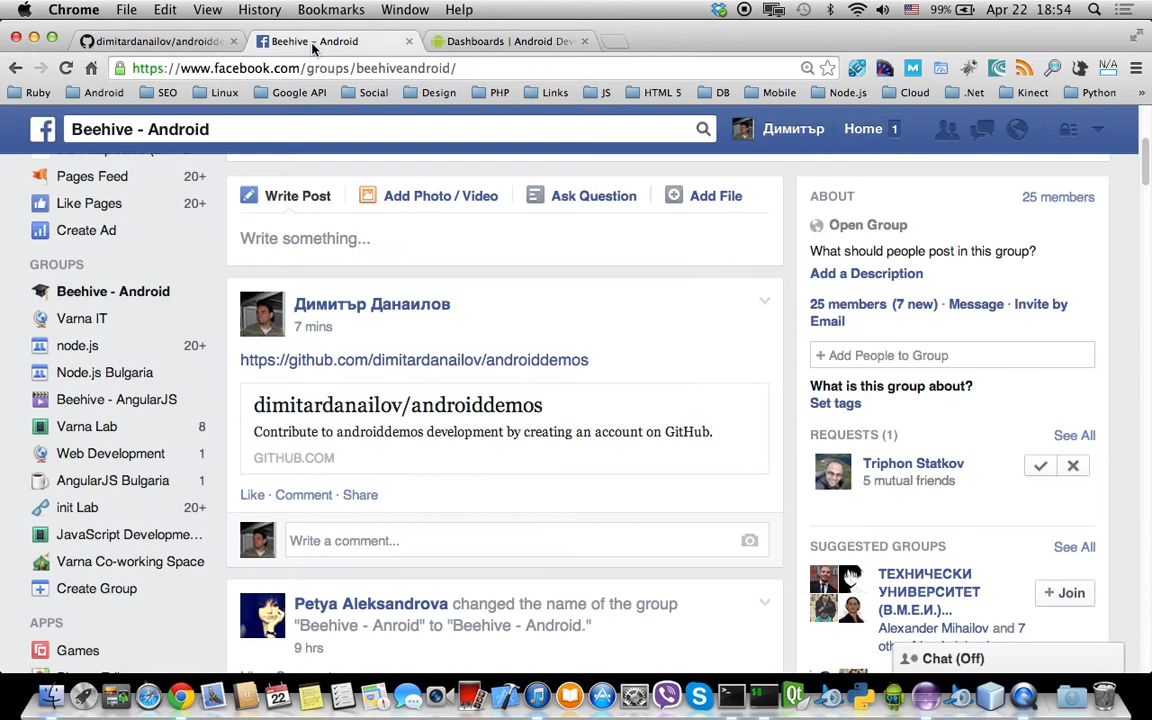 Chrome File Edit View History Bookmarks Window Help 99% Apr 22 18:54
dimitardanailov/androidde Beehive - Android Dashboards | Android Dev
https://www.facebook.com/groups/beehiveandroid/ N/A
Ruby Android SEO Linux Google API Social Design PHP Links JS HTML 5 DB Mobile Node.js Cloud .Net Kinect Python »
Beehive - Android Димитър Home 1
Pages Feed 20+
Like Pages 20+
Create Ad
GROUPS
Beehive - Android
Varna IT
node.js 20+
Node.js Bulgaria
Beehive - AngularJS
Varna Lab 8
Web Development 1
AngularJS Bulgaria 1
init Lab 20+
JavaScript Developme...
Varna Co-working Space
Create Group
APPS
Games
Write Post Add Photo / Video Ask Question Add File
Write something...
Димитър Данаилов
7 mins
https://github.com/dimitardanailov/androiddemos
dimitardanailov/androiddemos
Contribute to androiddemos development by creating an account on GitHub.
GITHUB.COM
Like · Comment · Share
Write a comment...
Petya Aleksandrova changed the name of the group
"Beehive - Anroid" to "Beehive - Android."
9 hrs
ABOUT 25 members
Open Group
What should people post in this group?
Add a Description
25 members (7 new) · Message · Invite by
Email
+ Add People to Group
What is this group about?
Set tags
REQUESTS (1) See All
Triphon Statkov
5 mutual friends
SUGGESTED GROUPS See All
ТЕХНИЧЕСКИ
УНИВЕРСИТЕТ
(В.М.Е.И.)...
+ Join
Alexander Mihailov and 7
Chat (Off)